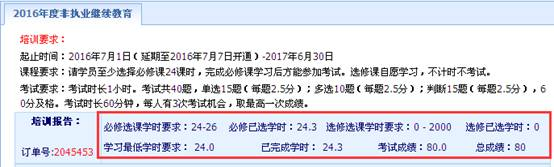 2016年度非执业继续教育
培训要求：
起止时间：2016年7月1日（延期至2016年7月7日开通）-2017年6月30日
课程要求：请学员至少选择必修课24课时，完成必修课学习后方能参加考试。选修课自愿学习，不计时不考试。
考试要求：考试时长1小时。考试共40题，单选15题（每题2.5分）；多选10题（每题2.5分）；判断15题（每题2.5分），6
0分及格。考试时长60分钟，每人有3次考试机会，取最高一次成绩。
培训报告： 必修选课学时要求：24-26 必修已选学时：24.3 选修选课学时要求：0 - 2000 选修已选学时：0
订单号:2045453 学习最低学时要求： 24.0 已完成学时： 24.3 考试成绩：80.0 总成绩：80